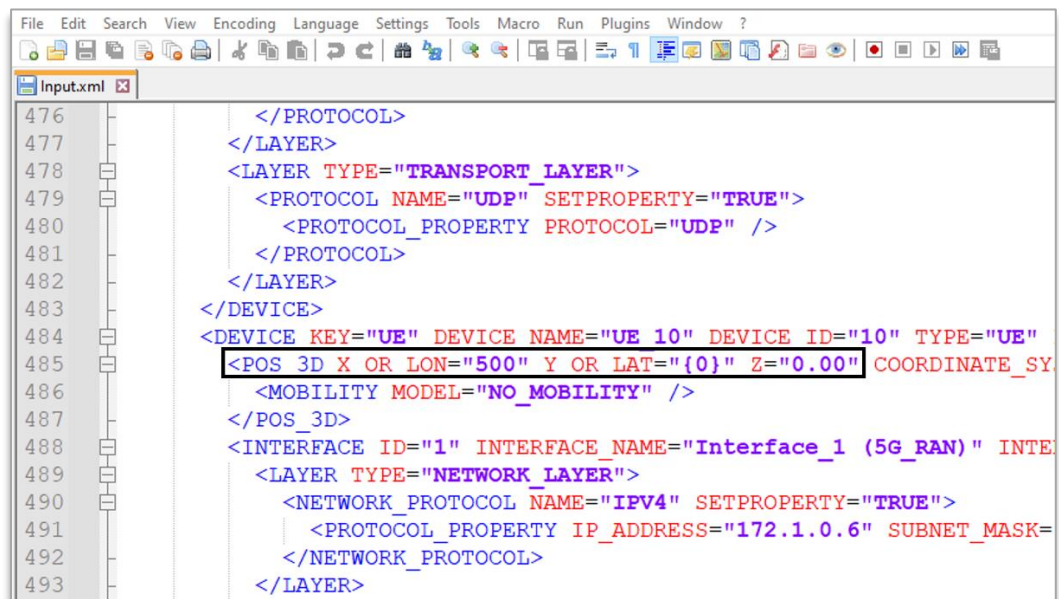 File Edit Search View Encoding Language Settings Tools Macro Run Plugins Window ?
Input.xml
476 </PROTOCOL>
477 </LAYER>
478 <LAYER TYPE="TRANSPORT_LAYER">
479 <PROTOCOL NAME="UDP" SETPROPERTY="TRUE">
480 <PROTOCOL_PROPERTY PROTOCOL="UDP" />
481 </PROTOCOL>
482 </LAYER>
483 </DEVICE>
484 <DEVICE KEY="UE" DEVICE_NAME="UE_10" DEVICE_ID="10" TYPE="UE"
485 <POS_3D X_OR_LON="500" Y_OR_LAT="{0}" Z="0.00" COORDINATE_SY
486 <MOBILITY MODEL="NO_MOBILITY" />
487 </POS_3D>
488 <INTERFACE ID="1" INTERFACE_NAME="Interface_1 (5G_RAN)" INTE
489 <LAYER TYPE="NETWORK_LAYER">
490 <NETWORK_PROTOCOL NAME="IPV4" SETPROPERTY="TRUE">
491 <PROTOCOL_PROPERTY IP_ADDRESS="172.1.0.6" SUBNET_MASK=
492 </NETWORK_PROTOCOL>
493 </LAYER>